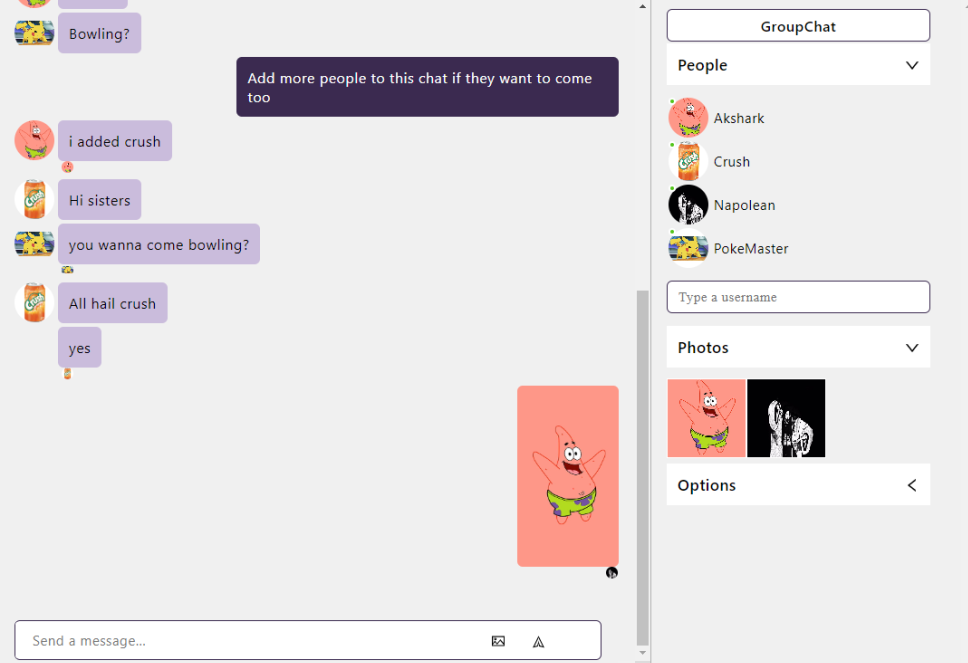 Bowling?
Add more people to this chat if they want to come
too
i added crush
Hi sisters
you wanna come bowling?
All hail crush
yes
Send a message...
GroupChat
People
Akshark
Crush
Napolean
PokeMaster
Type a username
Photos
Options